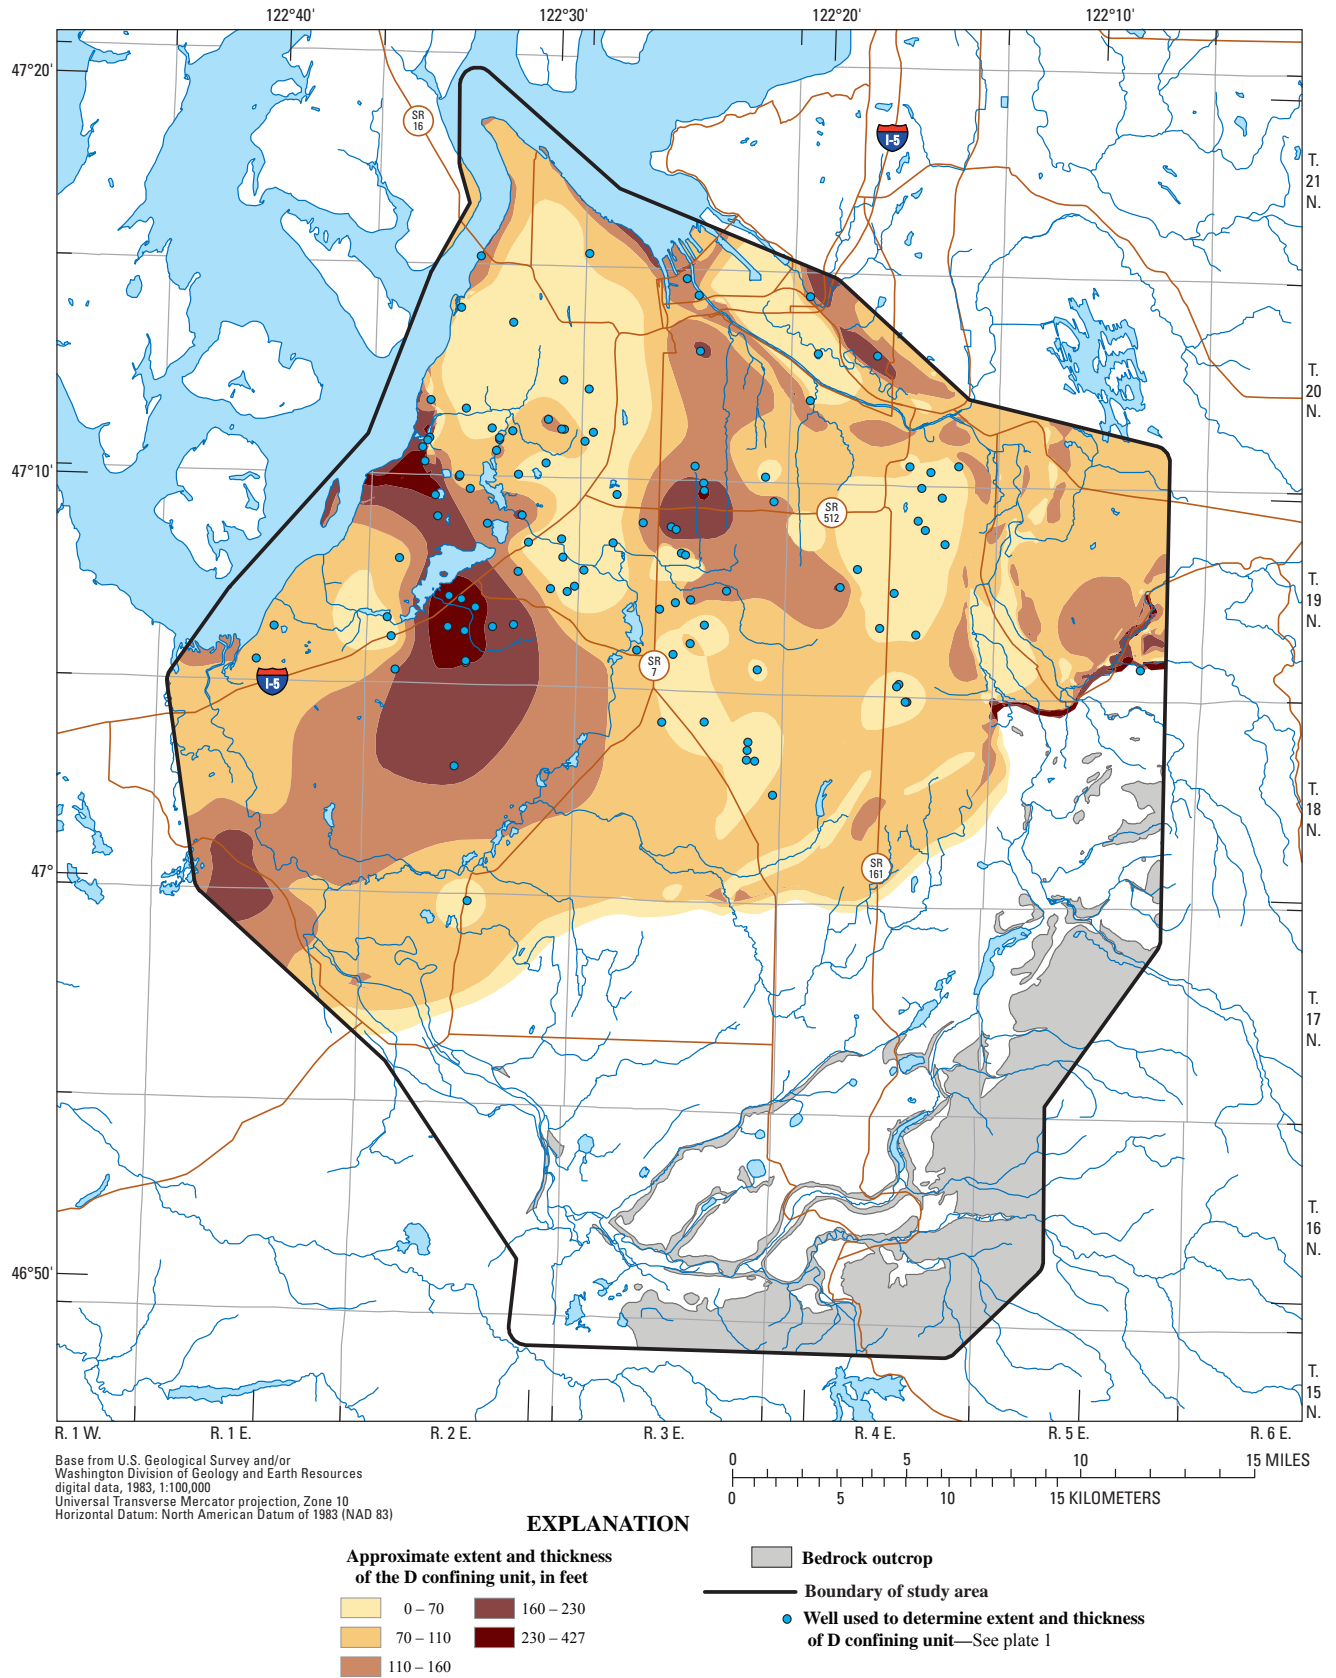 122°40'
122°30'
122°20'
122°10'
47°20'
SR
16
I-5
T.
21
N.
T.
20
N.
47°10'
SR
512
T.
19
N.
SR
7
I-5
T.
18
N.
47°
SR
161
T.
17
N.
T.
16
N.
46°50'
T.
15
N.
R. 1 W.
R. 1 E.
R. 2 E.
R. 3 E.
R. 4 E.
R. 5 E.
R. 6 E.
Base from U.S. Geological Survey and/or
Washington Division of Geology and Earth Resources
digital data, 1983, 1:100,000
Universal Transverse Mercator projection, Zone 10
Horizontal Datum: North American Datum of 1983 (NAD 83)
0 5 10 15 MILES
0 5 10 15 KILOMETERS
EXPLANATION
Approximate extent and thickness
of the D confining unit, in feet
0 – 70
70 – 110
110 – 160
160 – 230
230 – 427
Bedrock outcrop
Boundary of study area
Well used to determine extent and thickness
of D confining unit—See plate 1